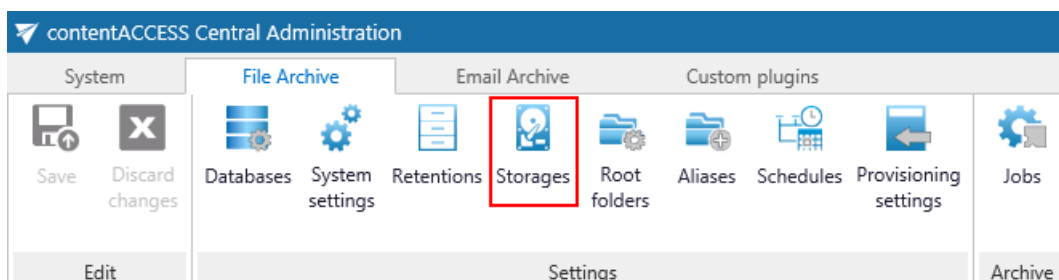 contentACCESS Central Administration
System File Archive Email Archive Custom plugins
Save Discard changes Databases System settings Retentions Storages Root folders Aliases Schedules Provisioning settings Jobs
Edit Settings Archive